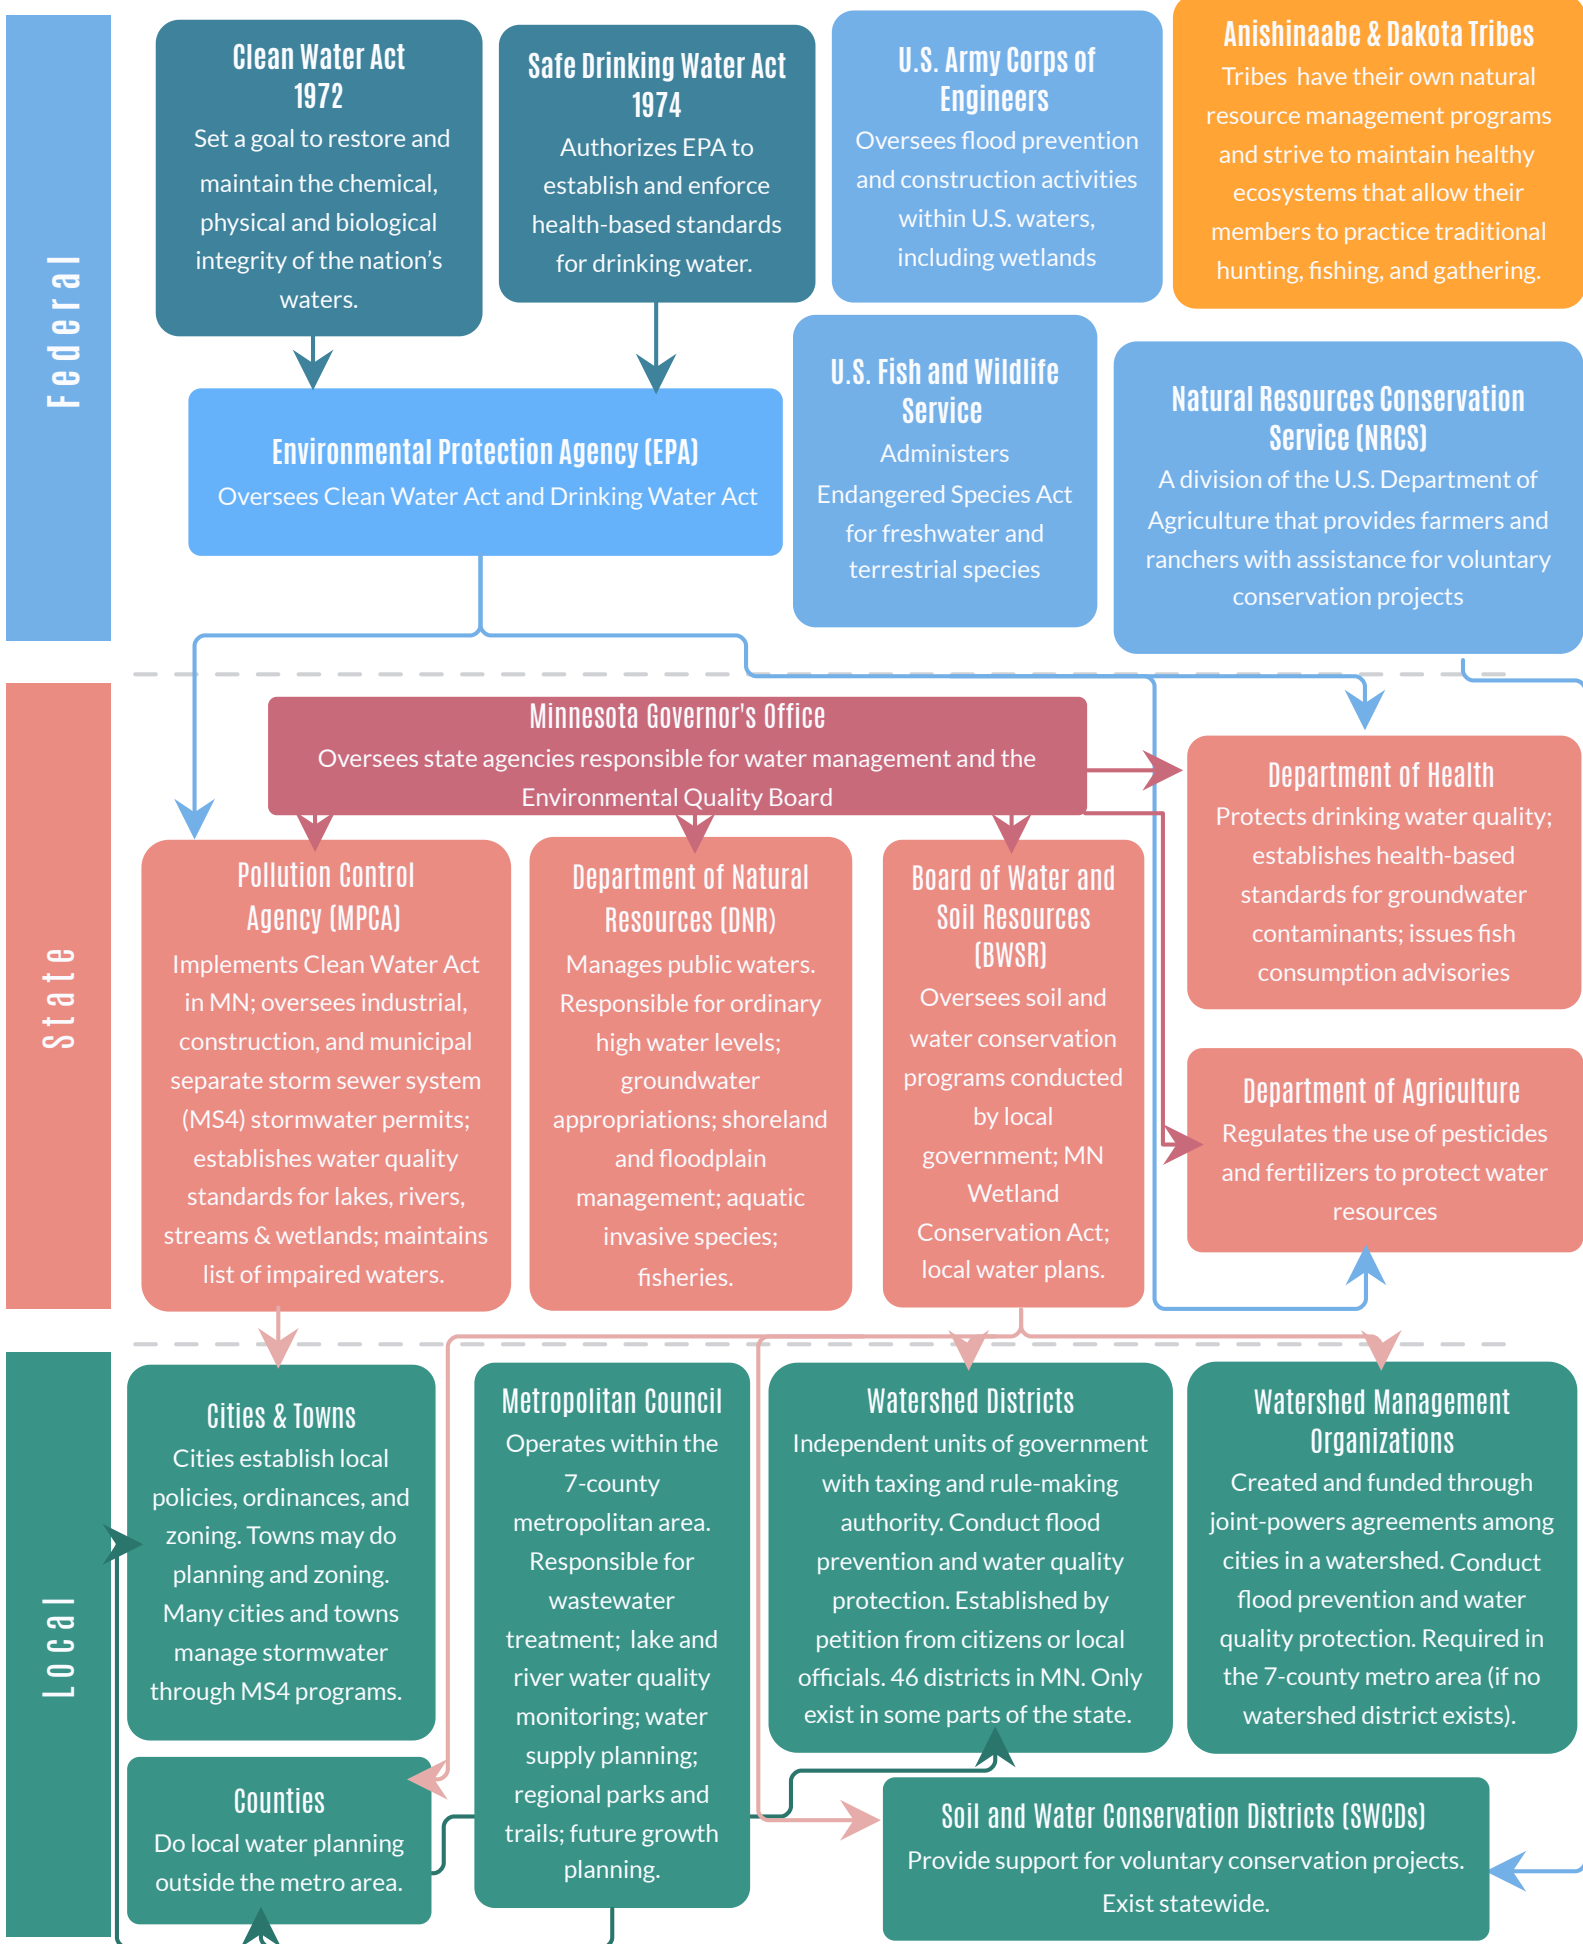 Federal
Clean Water Act
1972
Set a goal to restore and
maintain the chemical,
physical and biological
integrity of the nation's
waters.
Safe Drinking Water Act
1974
Authorizes EPA to
establish and enforce
health-based standards
for drinking water.
U.S. Army Corps of
Engineers
Oversees flood prevention
and construction activities
within U.S. waters,
including wetlands
Anishinaabe & Dakota Tribes
Tribes have their own natural
resource management programs
and strive to maintain healthy
ecosystems that allow their
members to practice traditional
hunting, fishing, and gathering.
Environmental Protection Agency (EPA)
Oversees Clean Water Act and Drinking Water Act
U.S. Fish and Wildlife
Service
Administers
Endangered Species Act
for freshwater and
terrestrial species
Natural Resources Conservation
Service (NRCS)
A division of the U.S. Department of
Agriculture that provides farmers and
ranchers with assistance for voluntary
conservation projects
State
Minnesota Governor's Office
Oversees state agencies responsible for water management and the
Environmental Quality Board
Pollution Control
Agency (MPCA)
Implements Clean Water Act
in MN; oversees industrial,
construction, and municipal
separate storm sewer system
(MS4) stormwater permits;
establishes water quality
standards for lakes, rivers,
streams & wetlands; maintains
list of impaired waters.
Department of Natural
Resources (DNR)
Manages public waters.
Responsible for ordinary
high water levels;
groundwater
appropriations; shoreland
and floodplain
management; aquatic
invasive species;
fisheries.
Board of Water and
Soil Resources
(BWSR)
Oversees soil and
water conservation
programs conducted
by local
government; MN
Wetland
Conservation Act;
local water plans.
Department of Health
Protects drinking water quality;
establishes health-based
standards for groundwater
contaminants; issues fish
consumption advisories
Department of Agriculture
Regulates the use of pesticides
and fertilizers to protect water
resources
Local
Cities & Towns
Cities establish local
policies, ordinances, and
zoning. Towns may do
planning and zoning.
Many cities and towns
manage stormwater
through MS4 programs.
Counties
Do local water planning
outside the metro area.
Metropolitan Council
Operates within the
7-county
metropolitan area.
Responsible for
wastewater
treatment; lake and
river water quality
monitoring; water
supply planning;
regional parks and
trails; future growth
planning.
Watershed Districts
Independent units of government
with taxing and rule-making
authority. Conduct flood
prevention and water quality
protection. Established by
petition from citizens or local
officials. 46 districts in MN. Only
exist in some parts of the state.
Watershed Management
Organizations
Created and funded through
joint-powers agreements among
cities in a watershed. Conduct
flood prevention and water
quality protection. Required in
the 7-county metro area (if no
watershed district exists).
Soil and Water Conservation Districts (SWCDs)
Provide support for voluntary conservation projects.
Exist statewide.